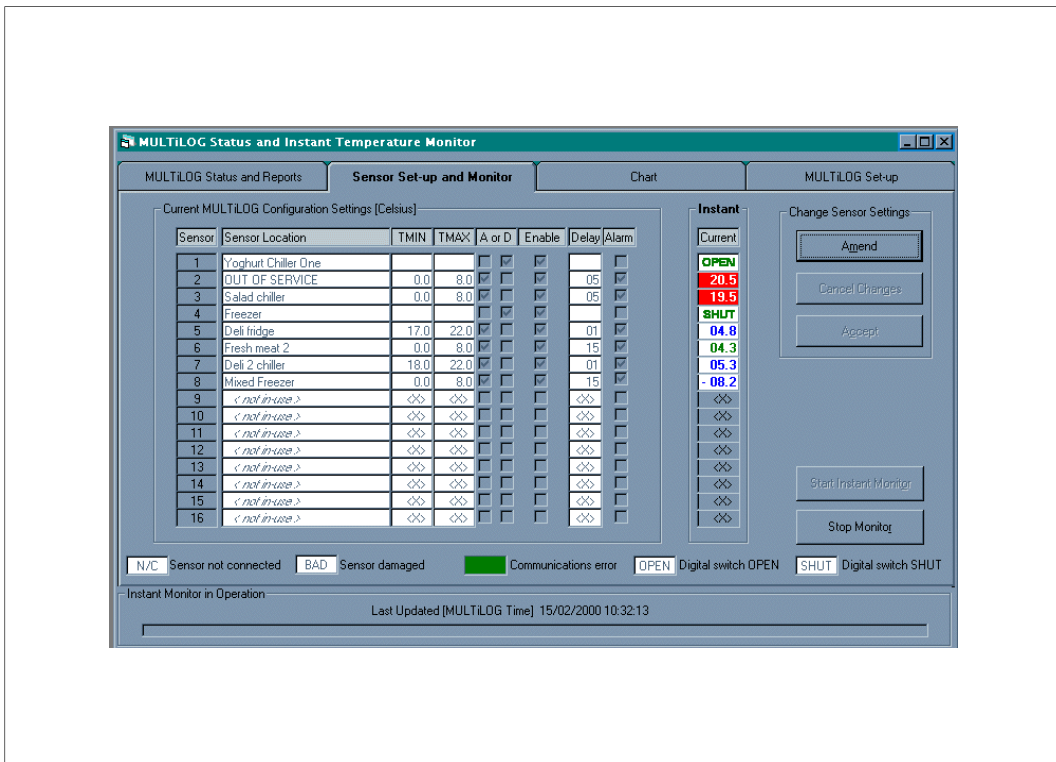 MULTiLOG Status and Instant Temperature Monitor
MULTiLOG Status and Reports Sensor Set-up and Monitor Chart MULTiLOG Set-up
Current MULTiLOG Configuration Settings [Celsius] Instant Change Sensor Settings
Sensor Sensor Location TMIN TMAX A or D Enable Delay Alarm Current
Amend
1 Yoghurt Chiller One OPEN
2 OUT OF SERVICE 0.0 8.0 05 20.5
3 Salad chiller 0.0 8.0 05 19.5
Cancel Changes
4 Freezer SHUT
5 Deli fridge 17.0 22.0 01 04.8
Accept
6 Fresh meat 2 0.0 8.0 15 04.3
7 Deli 2 chiller 18.0 22.0 01 05.3
8 Mixed Freezer 0.0 8.0 15 - 08.2
9 < not in-use > <X> <X> <X> <X>
10 < not in-use > <X> <X> <X> <X>
11 < not in-use > <X> <X> <X> <X>
12 < not in-use > <X> <X> <X> <X>
13 < not in-use > <X> <X> <X> <X>
14 < not in-use > <X> <X> <X> <X>
Start Instant Monitor
15 < not in-use > <X> <X> <X> <X>
16 < not in-use > <X> <X> <X> <X>
Stop Monitor
N/C Sensor not connected BAD Sensor damaged Communications error OPEN Digital switch OPEN SHUT Digital switch SHUT
Instant Monitor in Operation
Last Updated [MULTiLOG Time] 15/02/2000 10:32:13